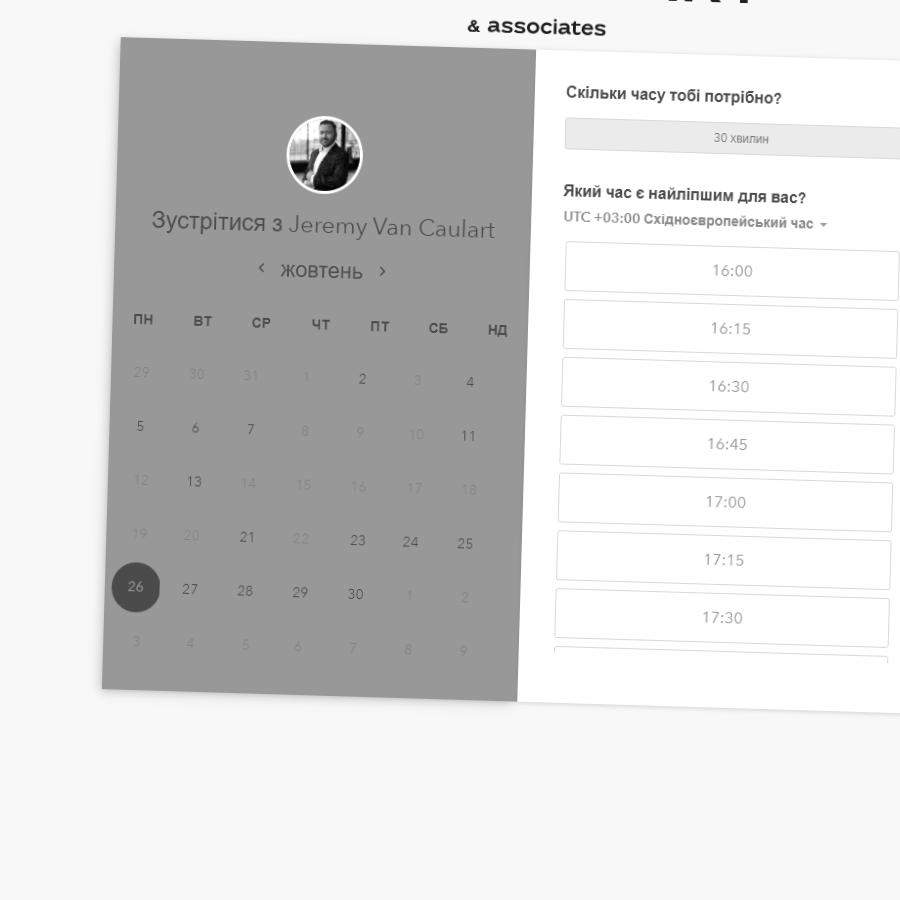 & associates
Зустрітися з Jeremy Van Caulart
жовтень
ПН ВТ СР ЧТ ПТ СБ НД
29 30 31 1 2 3 4
5 6 7 8 9 10 11
12 13 14 15 16 17 18
19 20 21 22 23 24 25
26 27 28 29 30 1 2
3 4 5 6 7 8 9
Скільки часу тобі потрібно?
30 хвилин
Який час є найліпшим для вас?
UTC +03:00 Східноєвропейський час
16:00
16:15
16:30
16:45
17:00
17:15
17:30